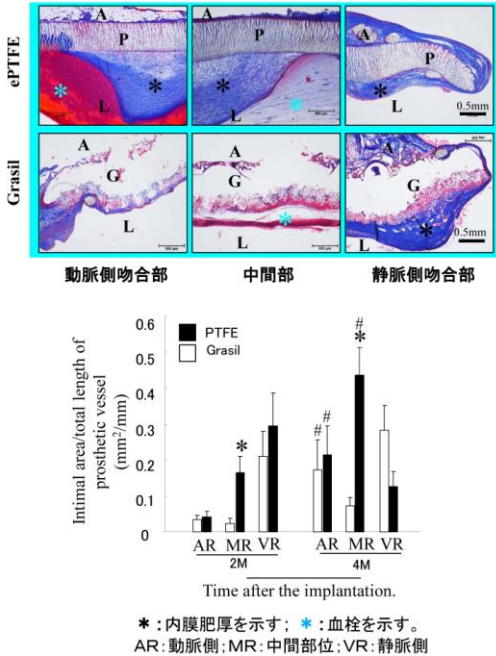 ePTFE
A
P
*
*
L
A
P
*
*
L
A
P
*
L
0.5mm
Grasil
A
G
L
A
G
*
L
A
G
*
L
0.5mm
動脈側吻合部 中間部 静脈側吻合部
Intimal area/total length of
prosthetic vessel
(mm²/mm)
0.6
0.4
0.3
0.2
0.1
0
PTFE
Grasil
*
# #
#
*
AR MR VR AR MR VR
2M 4M
Time after the implantation.
*:内膜肥厚を示す; *:血栓を示す。
AR:動脈側;MR:中間部位;VR:静脈側